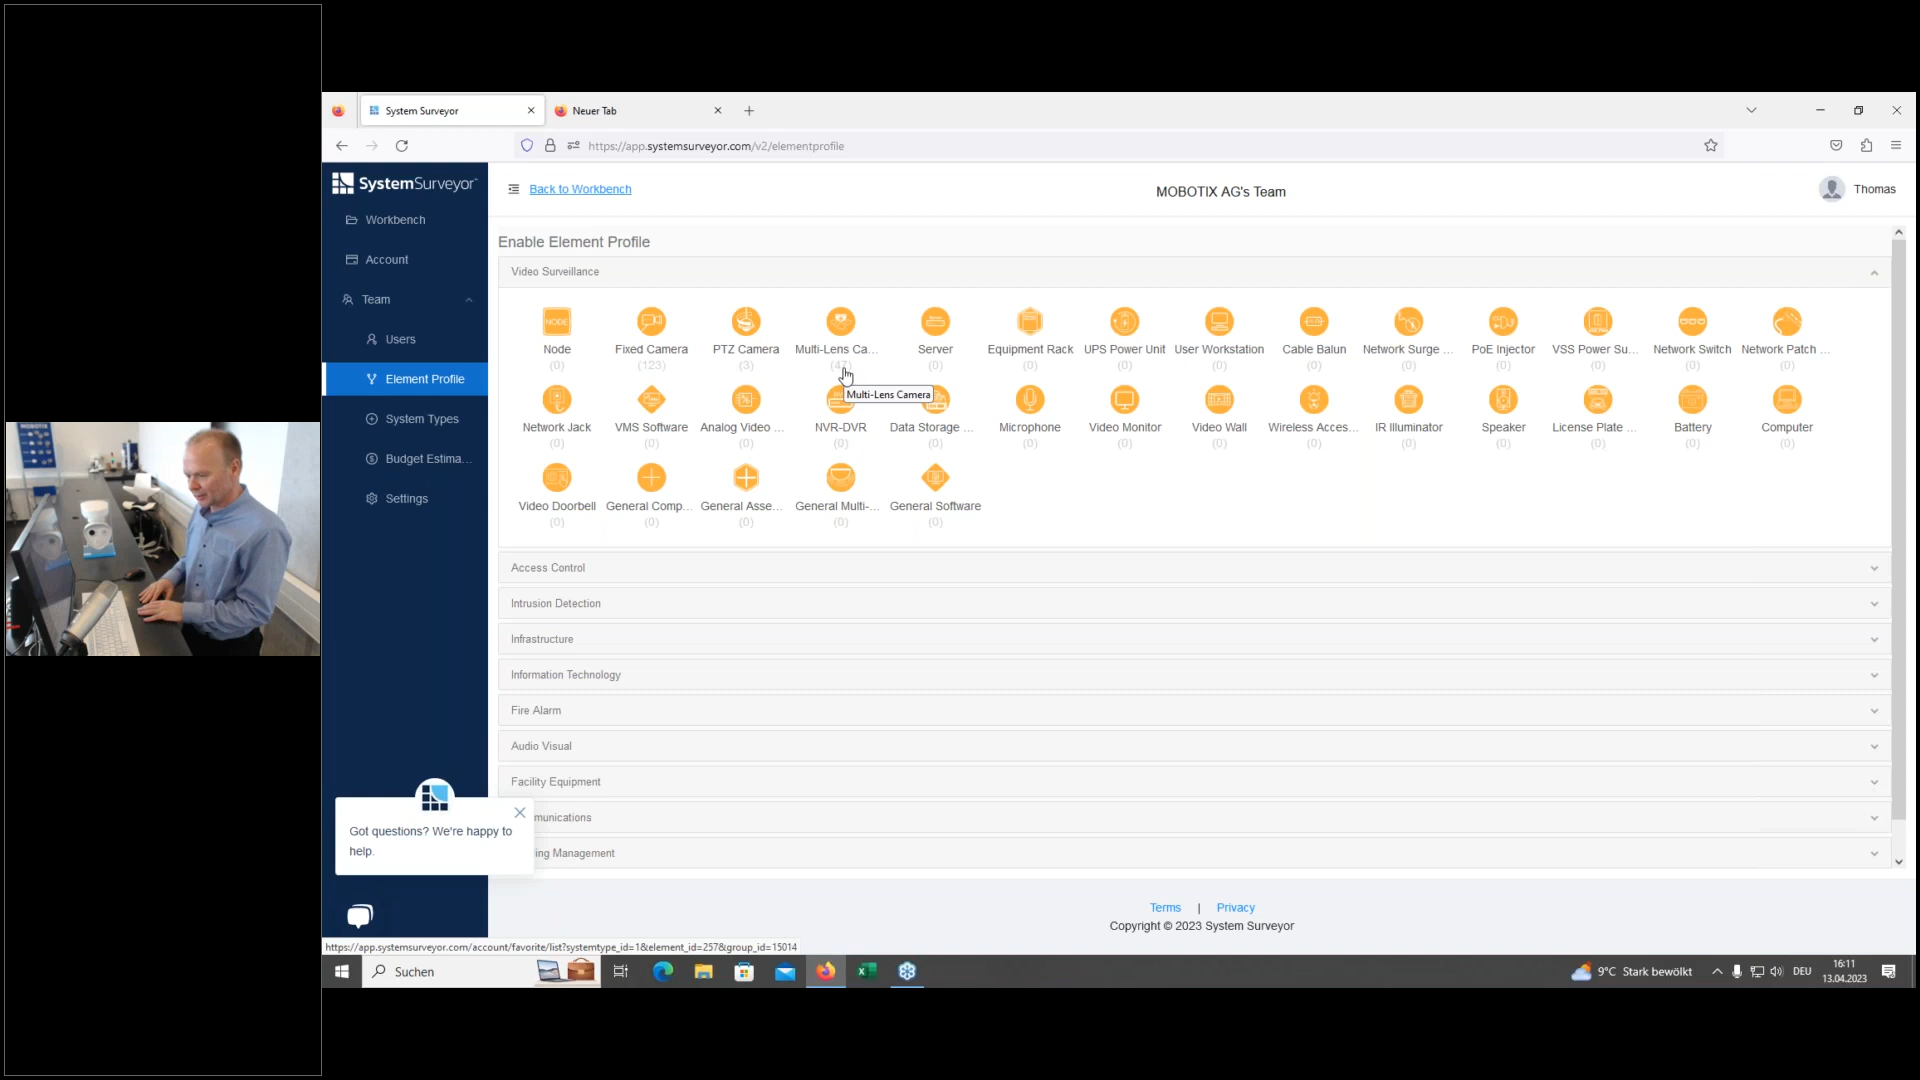 System Surveyor
Neuer Tab
https://app.systemsurveyor.com/v2/elementprofile
SystemSurveyor
Back to Workbench
MOBOTIX AG's Team
Thomas
Workbench
Account
Team
Users
Element Profile
System Types
Budget Estima...
Settings
Enable Element Profile
Video Surveillance
NODE
Node Fixed Camera PTZ Camera Multi-Lens Ca... Server Equipment Rack UPS Power Unit User Workstation Cable Balun Network Surge ... PoE Injector VSS Power Su... Network Switch Network Patch ...
(0) (123) (3) (47) (0) (0) (0) (0) (0) (0) (0) (0) (0) (0)
Multi-Lens Camera
Network Jack VMS Software Analog Video ... NVR-DVR Data Storage ... Microphone Video Monitor Video Wall Wireless Acces... IR Illuminator Speaker License Plate ... Battery Computer
(0) (0) (0) (0) (0) (0) (0) (0) (0) (0) (0) (0) (0) (0)
Video Doorbell General Comp... General Asse... General Multi-... General Software
(0) (0) (0) (0) (0)
Access Control
Intrusion Detection
Infrastructure
Information Technology
Fire Alarm
Audio Visual
Facility Equipment
munications
ing Management
Got questions? We're happy to
help.
Terms | Privacy
Copyright © 2023 System Surveyor
https://app.systemsurveyor.com/account/favorite/list?systemtype_id=1&element_id=257&group_id=15014
Suchen
9°C Stark bewölkt
DEU
16:11
13.04.2023
MOBOTIX